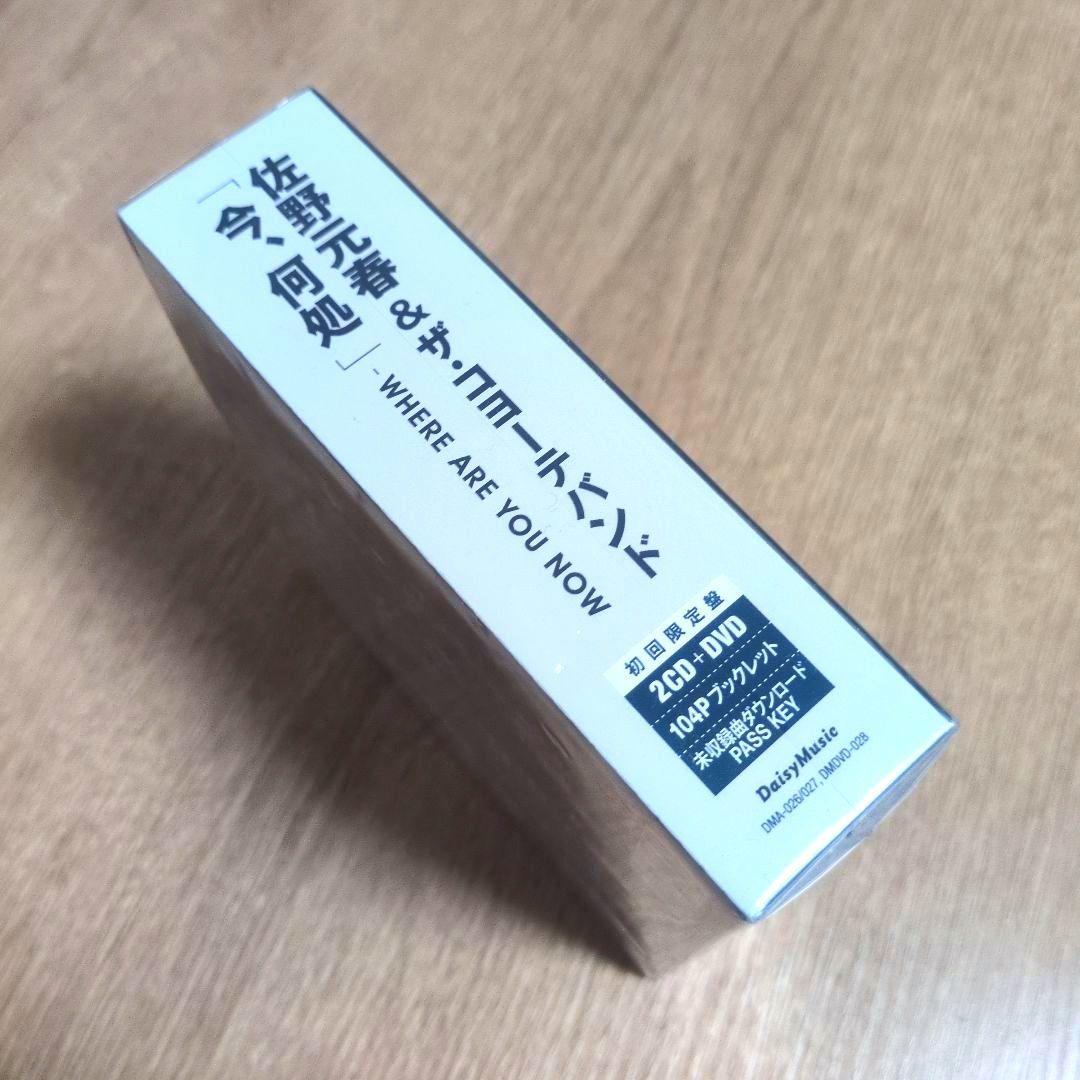 佐野元春 & ザ・コヨーテバンド
「今、何処」
- WHERE ARE YOU NOW
初回限定盤
2CD+DVD
104Pブックレット
未収録曲ダウンロード
PASS KEY
DaisyMusic
DMA-026/027, DMDVD-028